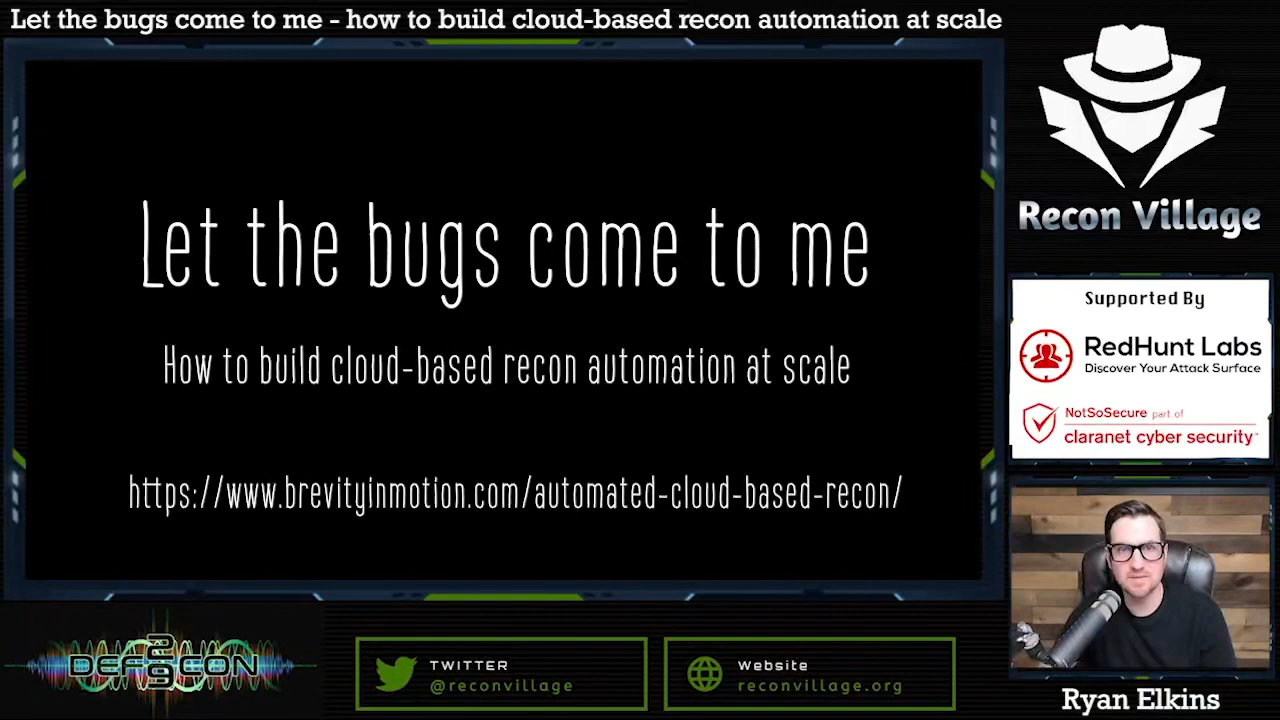 Let the bugs come to me - how to build cloud-based recon automation at scale
Recon Village
Let the bugs come to me
How to build cloud-based recon automation at scale
https://www.brevityinmotion.com/automated-cloud-based-recon/
Supported By
RedHunt Labs
Discover Your Attack Surface
NotSoSecure part of
claranet cyber security
DEF CON
29
TWITTER
@reconvillage
Website
reconvillage.org
Ryan Elkins